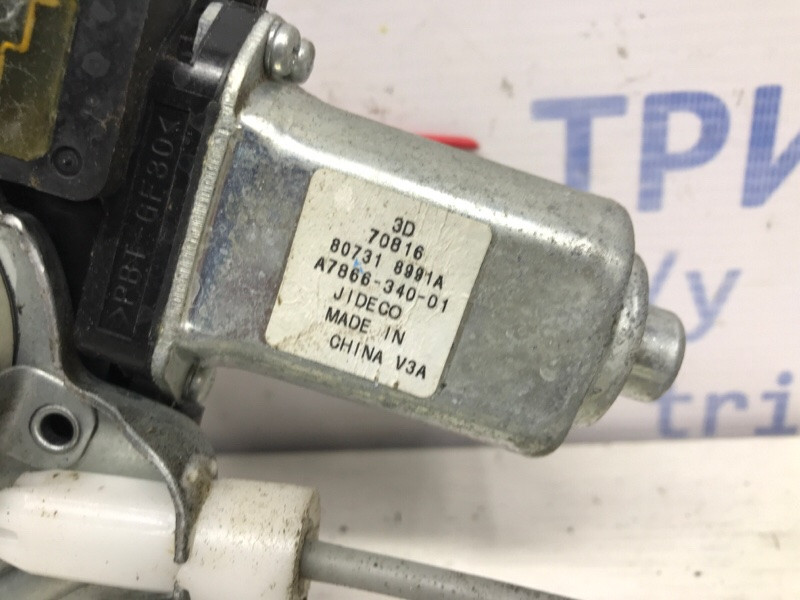 >PBT-GF30<
3D
70816
80731 8991A
A7866-340-01
JIDECO
MADE IN
CHINA V3A
ТРИ
/у
tri